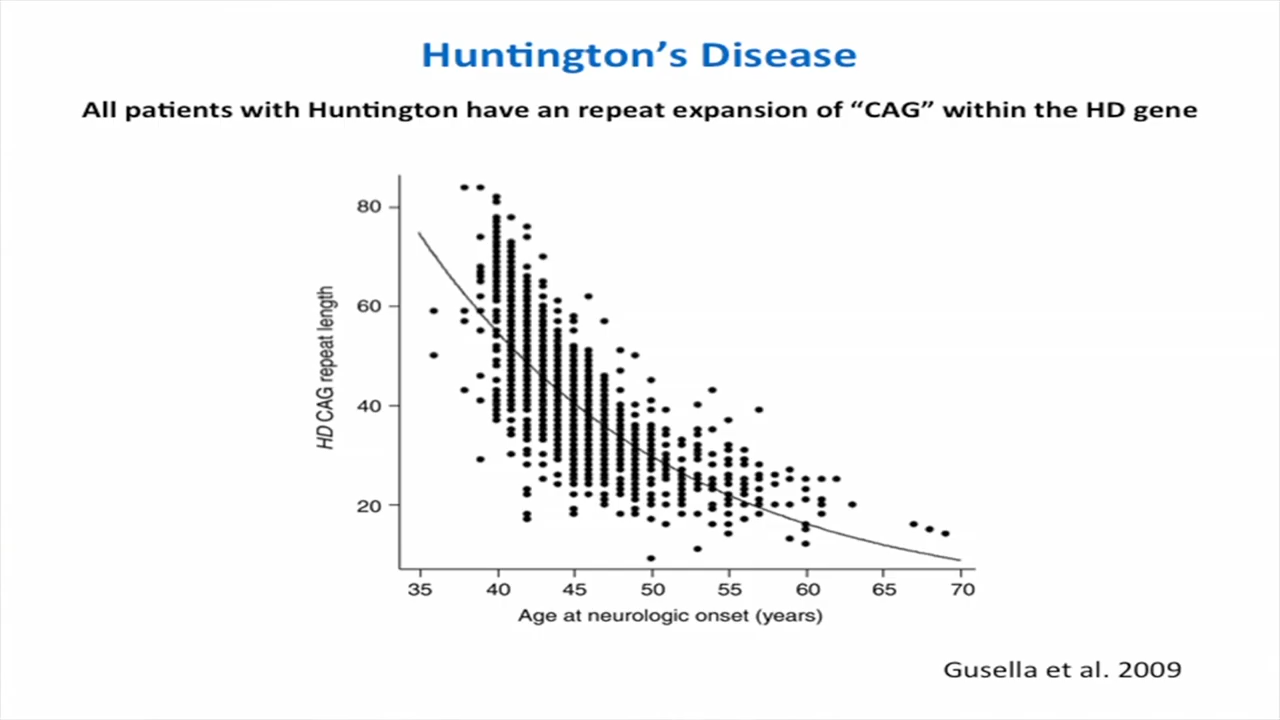 Huntington’s Disease
All patients with Huntington have an repeat expansion of “CAG” within the HD gene
80
60
40
20
HD CAG repeat length
35 40 45 50 55 60 65 70
Age at neurologic onset (years)
Gusella et al. 2009